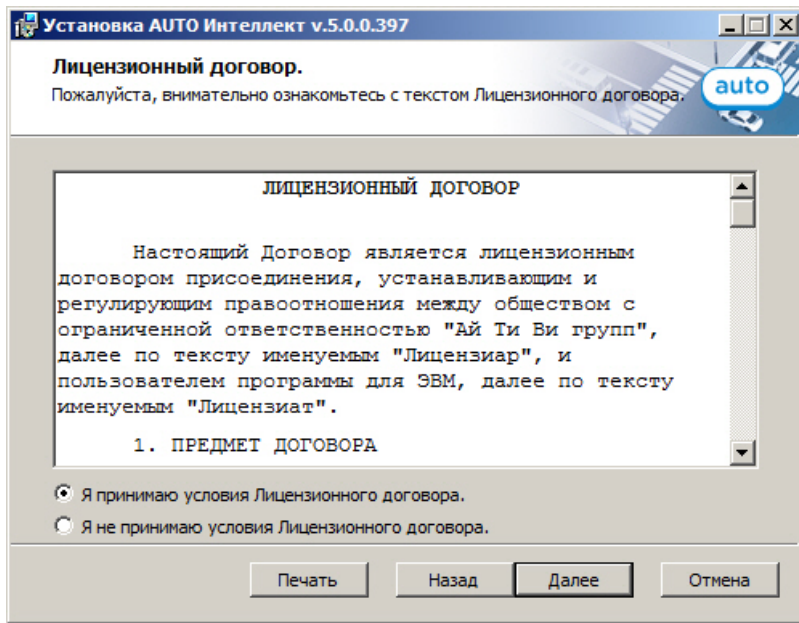 Установка AUTO Интеллект v.5.0.0.397
Лицензионный договор.
Пожалуйста, внимательно ознакомьтесь с текстом Лицензионного договора.
auto
ЛИЦЕНЗИОННЫЙ ДОГОВОР
Настоящий Договор является лицензионным
договором присоединения, устанавливающим и
регулирующим правоотношения между обществом с
ограниченной ответственностью "Ай Ти Ви групп",
далее по тексту именуемым "Лицензиар", и
пользователем программы для ЭВМ, далее по тексту
именуемым "Лицензиат".
1. ПРЕДМЕТ ДОГОВОРА
Я принимаю условия Лицензионного договора.
Я не принимаю условия Лицензионного договора.
Печать Назад Далее Отмена